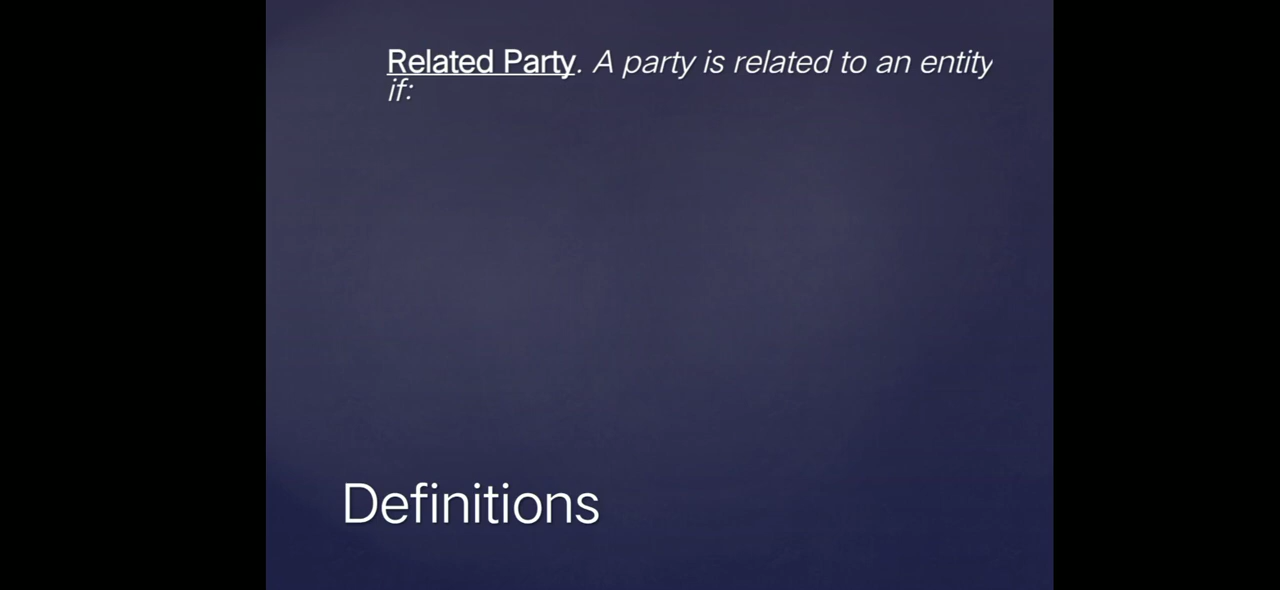 Related Party. A party is related to an entity
if:
Definitions